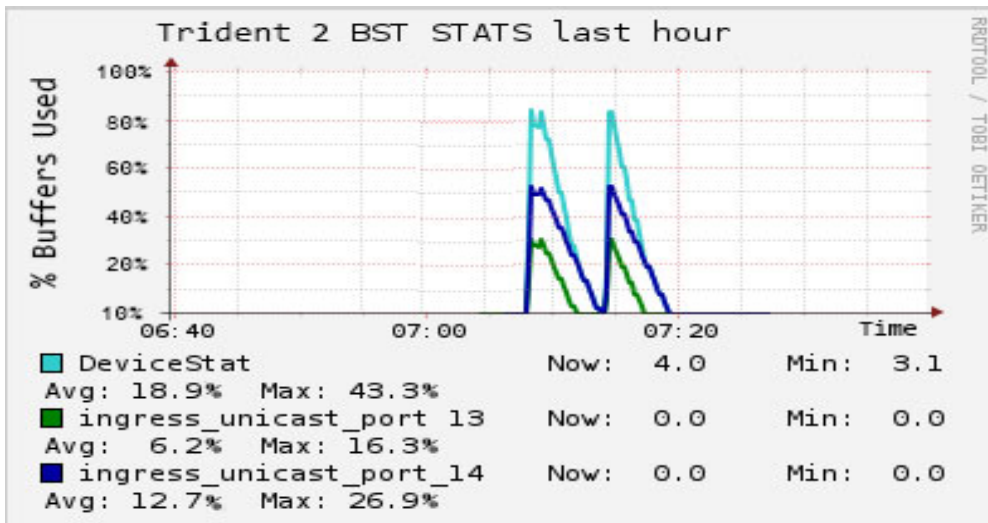 Trident 2 BST STATS last hour
RRDTOOL / TOBI OETIKER
% Buffers Used
100%
80%
60%
40%
20%
10%
06:40 07:00 07:20 Time
DeviceStat Now: 4.0 Min: 3.1
Avg: 18.9% Max: 43.3%
ingress_unicast_port 13 Now: 0.0 Min: 0.0
Avg: 6.2% Max: 16.3%
ingress_unicast_port_14 Now: 0.0 Min: 0.0
Avg: 12.7% Max: 26.9%